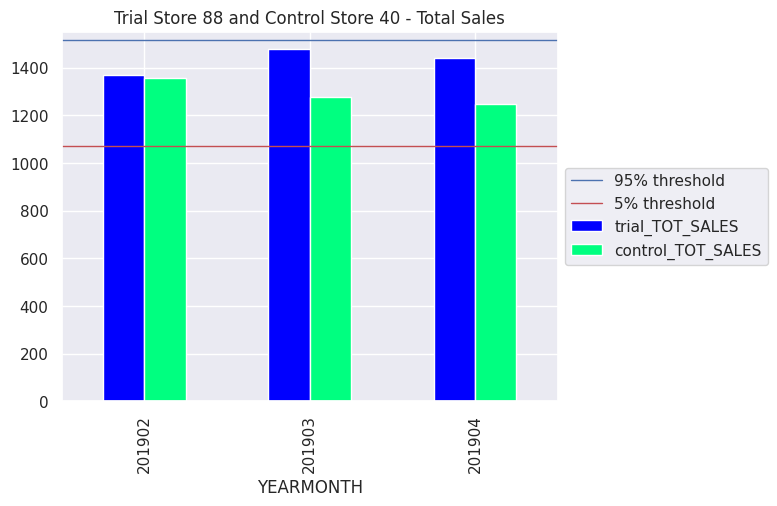 Trial Store 88 and Control Store 40 - Total Sales
1400
1200
1000
800
600
400
200
0
201902
201903
201904
YEARMONTH
95% threshold
5% threshold
trial_TOT_SALES
control_TOT_SALES